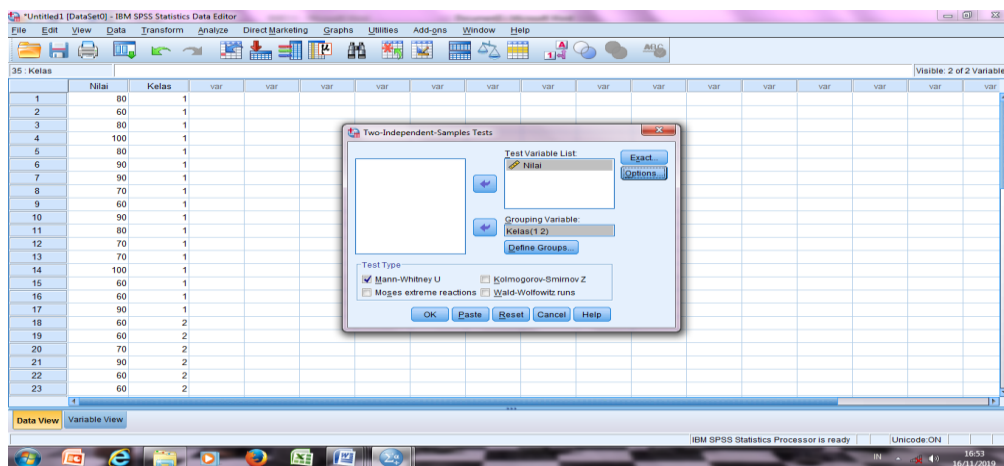 *Untitled1 [DataSet0] - IBM SPSS Statistics Data Editor
File Edit View Data Transform Analyze Direct Marketing Graphs Utilities Add-ons Window Help
35 : Kelas
Visible: 2 of 2 Variable
Nilai Kelas var var var var var var var var var var var var var
1 80 1
2 60 1
3 80 1
4 100 1
5 80 1
6 90 1
7 90 1
8 70 1
9 60 1
10 90 1
11 80 1
12 70 1
13 70 1
14 100 1
15 60 1
16 60 1
17 90 1
18 60 2
19 60 2
20 70 2
21 90 2
22 60 2
23 60 2
Two-Independent-Samples Tests
Test Variable List:
Nilai
Exact...
Options...
Grouping Variable:
Kelas(1 2)
Define Groups...
Test Type
Mann-Whitney U Kolmogorov-Smirnov Z
Moses extreme reactions Wald-Wolfowitz runs
OK Paste Reset Cancel Help
Data View Variable View
IBM SPSS Statistics Processor is ready Unicode:ON
IN 16:53
16/11/2019